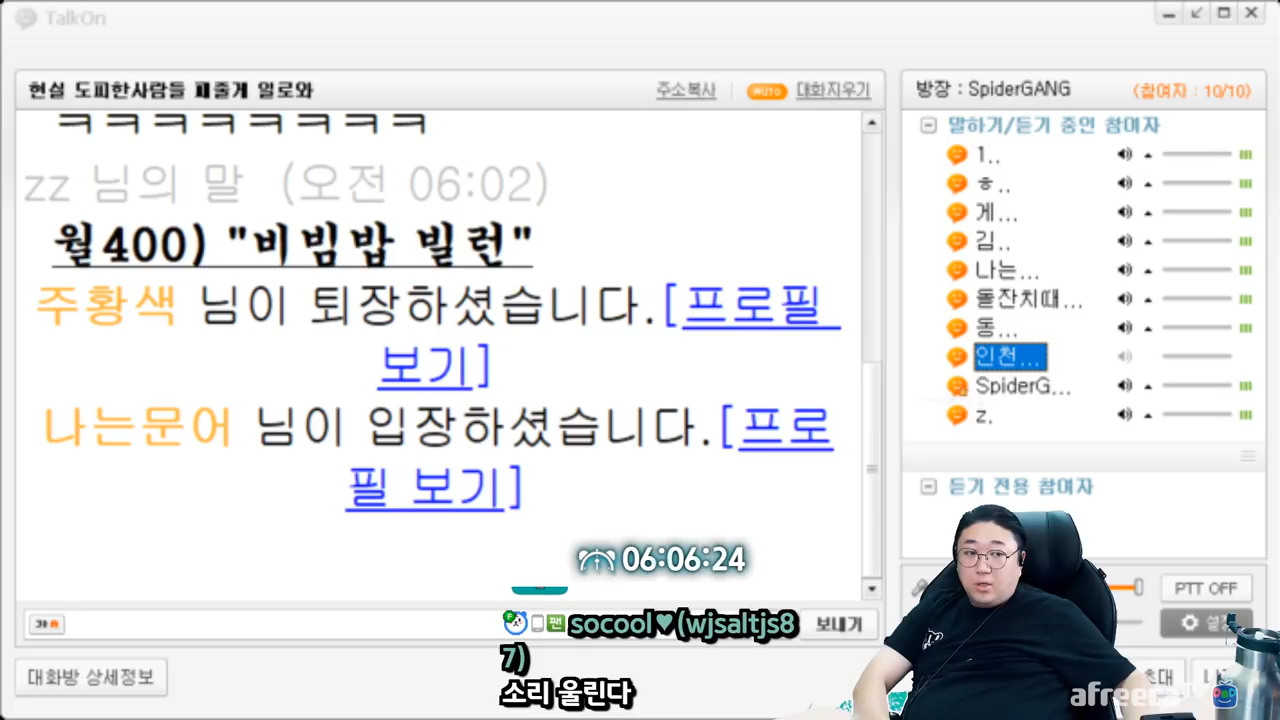 TalkOn
현실 도피한사람들 패줄게 일로와
주소복사
AUTO
대화지우기
ㅋㅋㅋㅋㅋㅋㅋㅋ
zz 님의 말 (오전 06:02)
월400) "비빔밥 빌런"
주황색 님이 퇴장하셨습니다.[프로필
보기]
나는문어 님이 입장하셨습니다.[프로
필 보기]
06:06:24
socool♥(wjsaltjs8
7)
소리 울린다
보내기
대화방 상세정보
방장 : SpiderGANG
(참여자 : 10/10)
말하기/듣기 중인 참여자
1..
ㅎ..
게...
김..
나는...
돌잔치때...
동...
인천...
SpiderG...
z.
듣기 전용 참여자
PTT OFF
초대